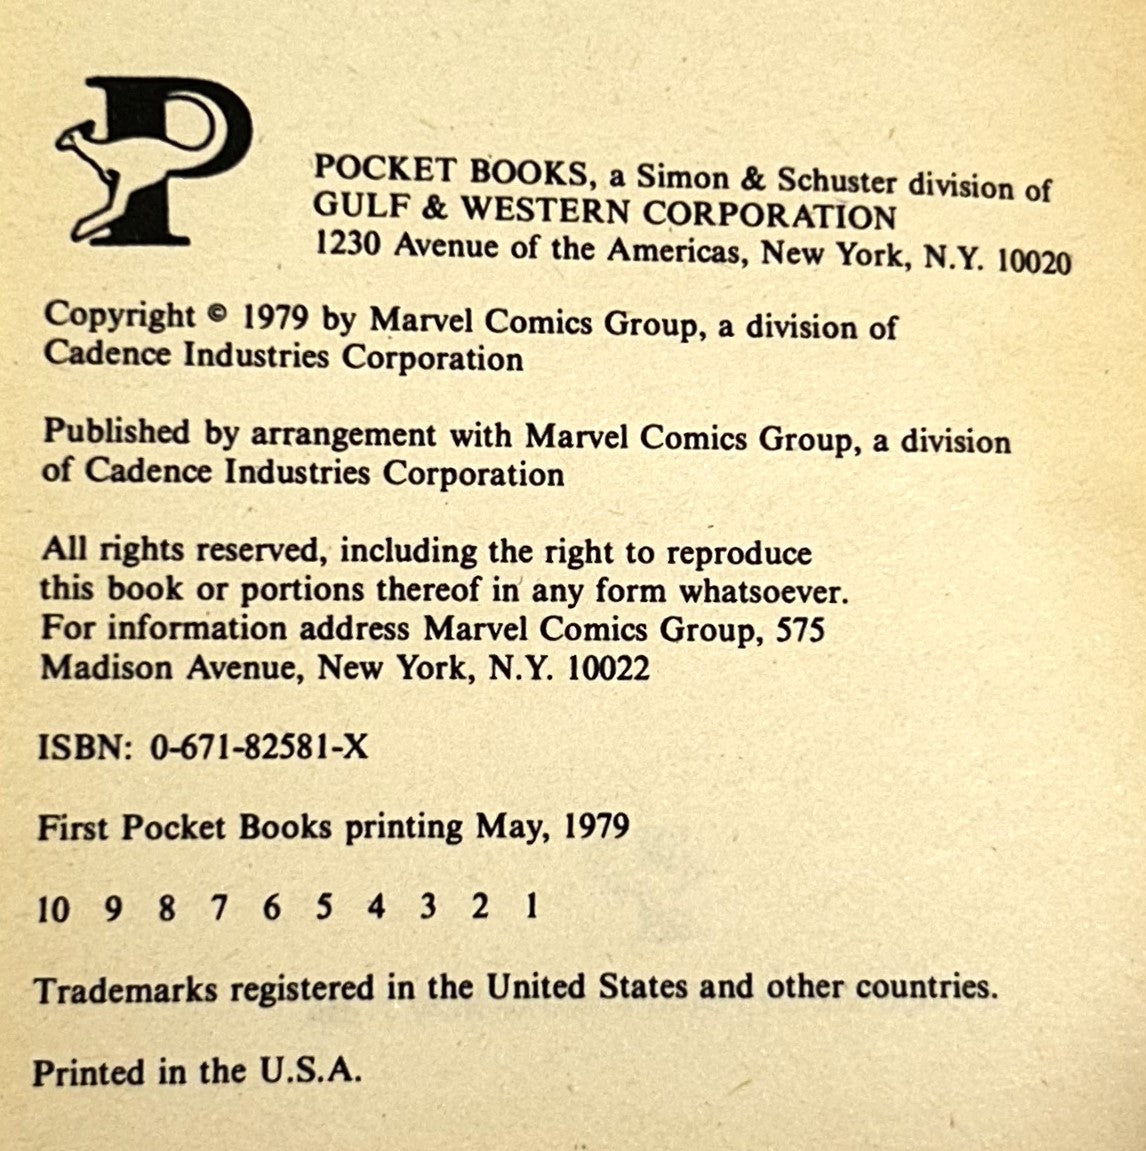 P
POCKET BOOKS, a Simon & Schuster division of
GULF & WESTERN CORPORATION
1230 Avenue of the Americas, New York, N.Y. 10020
Copyright © 1979 by Marvel Comics Group, a division of
Cadence Industries Corporation
Published by arrangement with Marvel Comics Group, a division
of Cadence Industries Corporation
All rights reserved, including the right to reproduce
this book or portions thereof in any form whatsoever.
For information address Marvel Comics Group, 575
Madison Avenue, New York, N.Y. 10022
ISBN: 0-671-82581-X
First Pocket Books printing May, 1979
10 9 8 7 6 5 4 3 2 1
Trademarks registered in the United States and other countries.
Printed in the U.S.A.